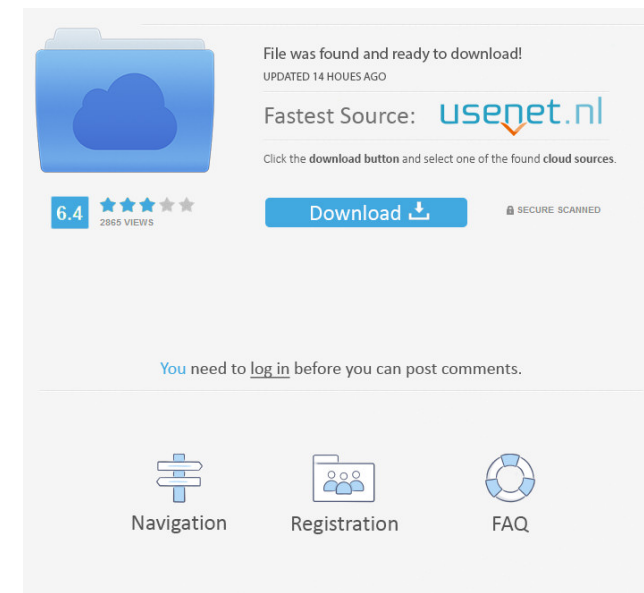 File was found and ready to download!
UPDATED 14 HOUES AGO
Fastest Source: usenet.nl
Click the download button and select one of the found cloud sources.
6.4
2865 VIEWS
Download
SECURE SCANNED
You need to log in before you can post comments.
Navigation
Registration
FAQ